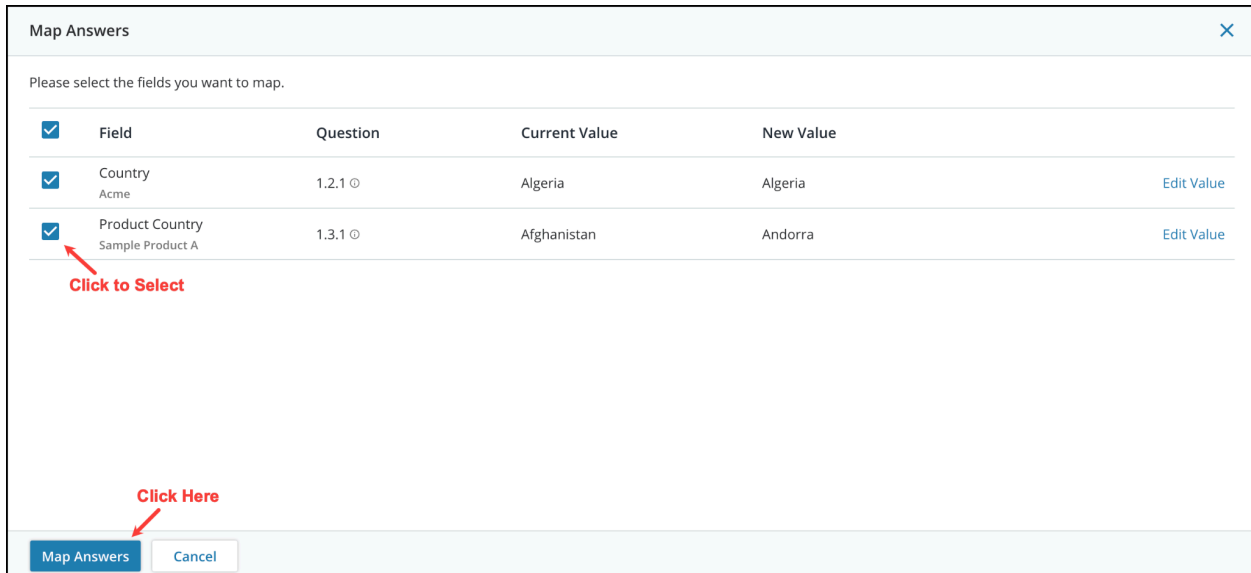 Map Answers
Please select the fields you want to map.
Field Question Current Value New Value
Country 1.2.1 Algeria Algeria Edit Value
Acme
Product Country 1.3.1 Afghanistan Andorra Edit Value
Sample Product A
Click to Select
Click Here
Map Answers Cancel